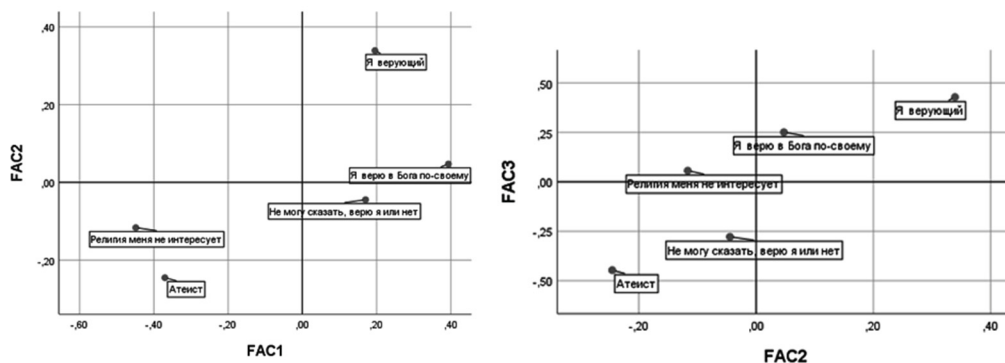 ,40
Я верующий
,20
FAC2
Я верю в Бога по-своему
,00
Не могу сказать, верю я или нет
Религия меня не интересует
-,20
Атеист
-,60
-,40
-,20
,00
,20
,40
FAC1
,50
Я верующий
,25
Я верю в Бога по-своему
FAC3
,00
Религия меня не интересует
-,25
Не могу сказать, верю я или нет
-,50
Атеист
-,20
,00
,20
,40
FAC2